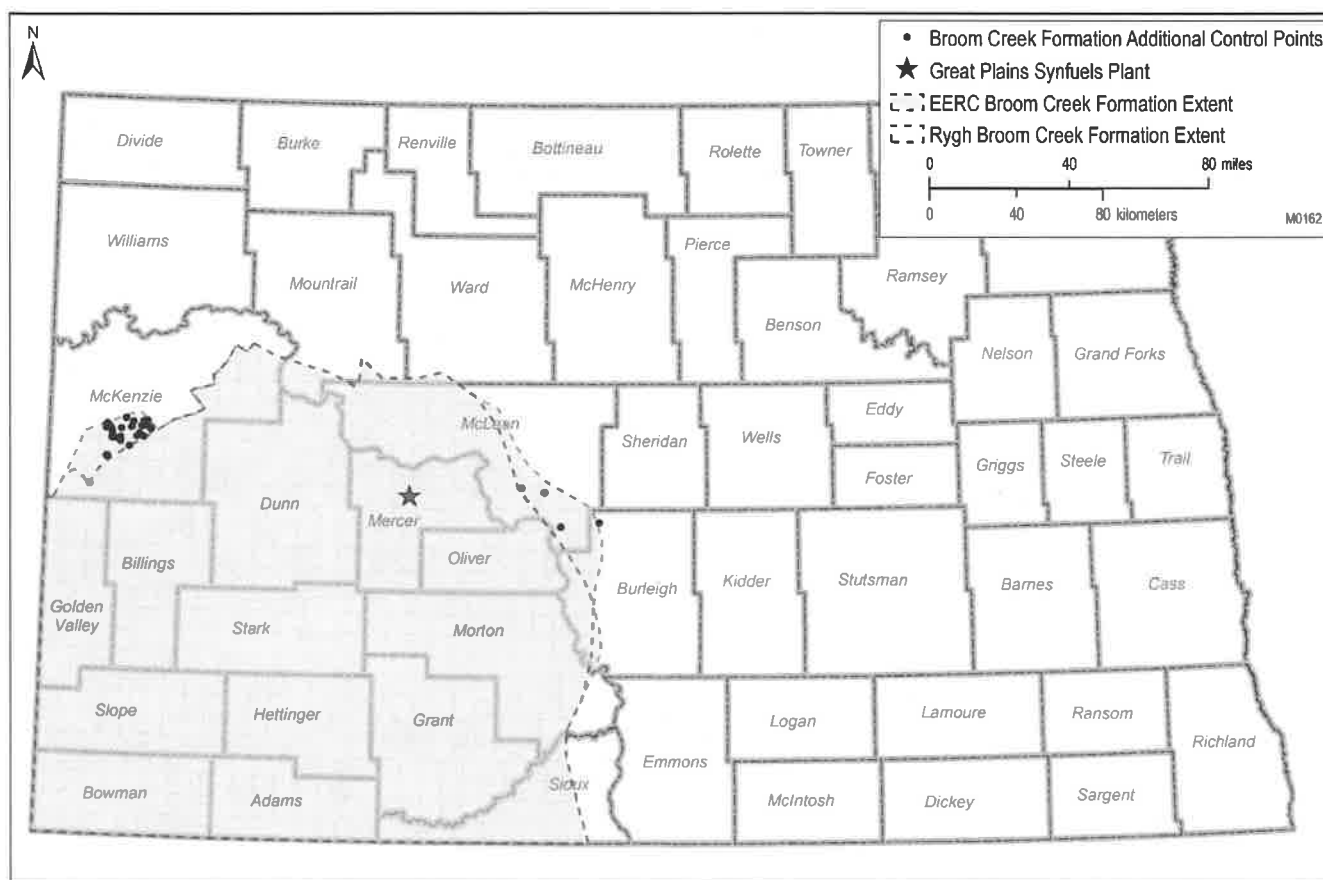 N
Broom Creek Formation Additional Control Points
Great Plains Synfuels Plant
EERC Broom Creek Formation Extent
Rygh Broom Creek Formation Extent
0 40 80 miles
0 40 80 kilometers
M0162
Divide
Burke
Renville
Bottineau
Rolette
Towner
Williams
Mountrail
Ward
McHenry
Pierce
Ramsey
Benson
Nelson
Grand Forks
McKenzie
McLean
Sheridan
Wells
Eddy
Foster
Griggs
Steele
Trail
Dunn
Mercer
Oliver
Billings
Golden
Valley
Stark
Morton
Burleigh
Kidder
Stutsman
Barnes
Cass
Slope
Hettinger
Grant
Logan
Lamoure
Ransom
Richland
Bowman
Adams
Sioux
Emmons
McIntosh
Dickey
Sargent